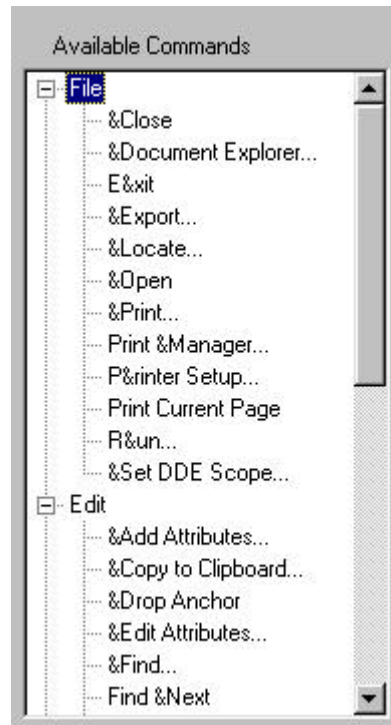 Available Commands
File
&Close
&Document Explorer...
E&xit
&Export...
&Locate...
&Open
&Print...
Print &Manager...
P&rinter Setup...
Print Current Page
R&un...
&Set DDE Scope...
Edit
&Add Attributes...
&Copy to Clipboard...
&Drop Anchor
&Edit Attributes...
&Find...
Find &Next